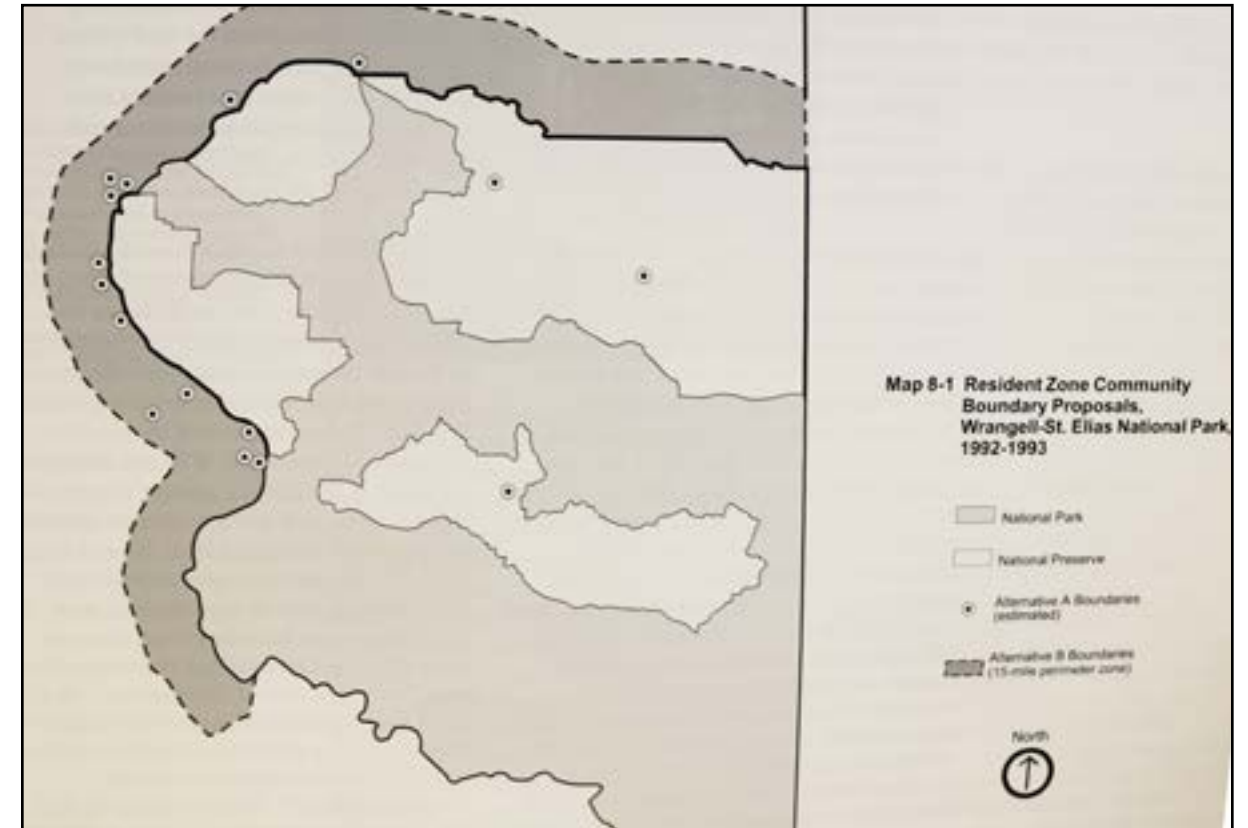 Map 8-1 Resident Zone Community
Boundary Proposals,
Wrangell-St. Elias National Park,
1992-1993
National Park
National Preserve
Alternative A Boundaries
(estimated)
Alternative B Boundaries
(15-mile perimeter zone)
North